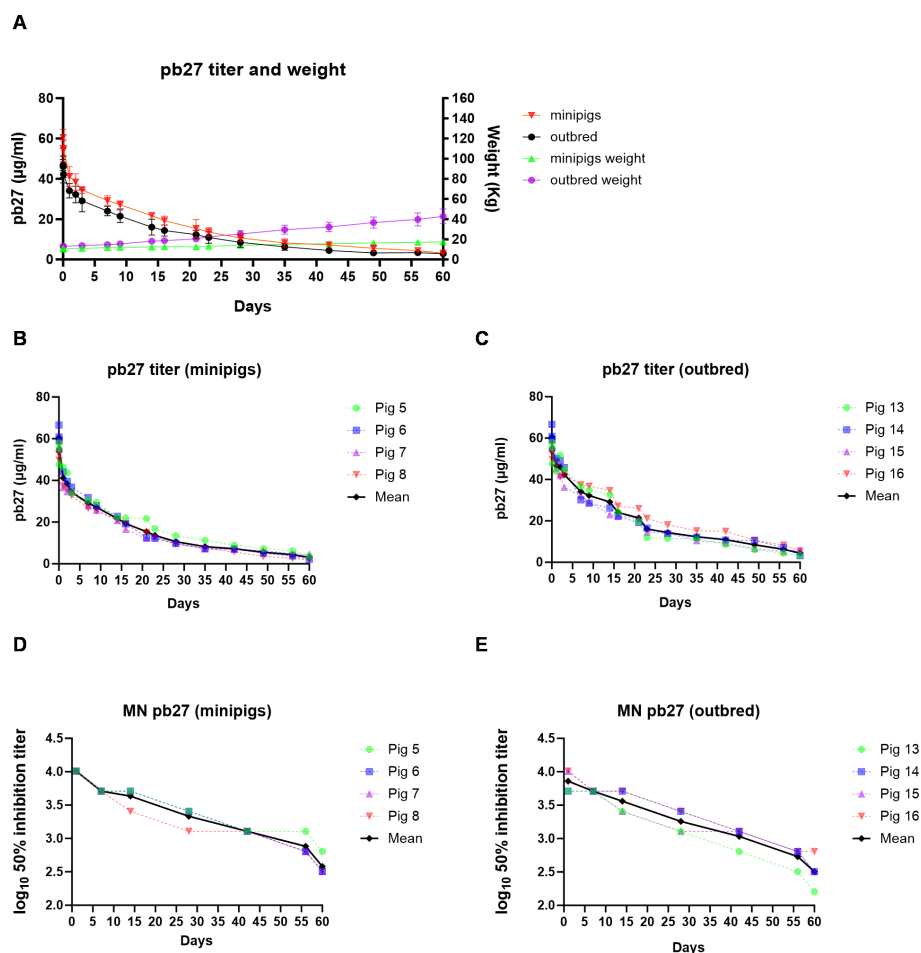 A
pb27 titer and weight
80
60
40
20
0
pb27 (µg/ml)
160
140
120
100
80
60
40
20
0
Weight (Kg)
0 5 10 15 20 25 30 35 40 45 50 55 60
Days
minipigs
outbred
minipigs weight
outbred weight
B
pb27 titer (minipigs)
80
60
40
20
0
pb27 (µg/ml)
0 5 10 15 20 25 30 35 40 45 50 55 60
Days
Pig 5
Pig 6
Pig 7
Pig 8
Mean
C
pb27 titer (outbred)
80
60
40
20
0
pb27 (µg/ml)
0 5 10 15 20 25 30 35 40 45 50 55 60
Days
Pig 13
Pig 14
Pig 15
Pig 16
Mean
D
MN pb27 (minipigs)
4.5
4.0
3.5
3.0
2.5
2.0
log10 50% inhibition titer
0 5 10 15 20 25 30 35 40 45 50 55 60
Days
Pig 5
Pig 6
Pig 7
Pig 8
Mean
E
MN pb27 (outbred)
4.5
4.0
3.5
3.0
2.5
2.0
log10 50% inhibition titer
0 5 10 15 20 25 30 35 40 45 50 55 60
Days
Pig 13
Pig 14
Pig 15
Pig 16
Mean